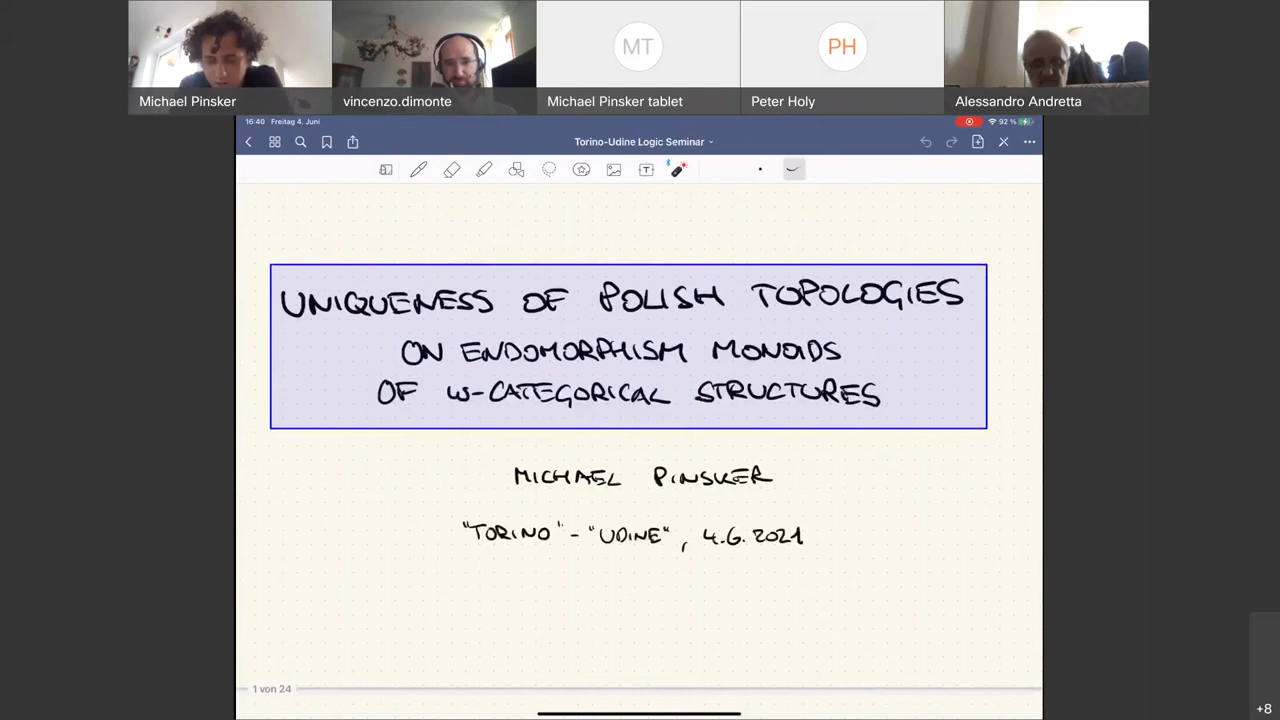 MT
PH
Michael Pinsker
vincenzo.dimonte
Michael Pinsker tablet
Peter Holy
Alessandro Andretta
16:40 Freitag 4. Juni
92 %
Torino-Udine Logic Seminar
UNIQUENESS OF POLISH TOPOLOGIES
ON ENDOMORPHISM MONOIDS
OF ω-CATEGORICAL STRUCTURES
MICHAEL PINSKER
"TORINO" - "UDINE", 4.6.2021
1 von 24
+8